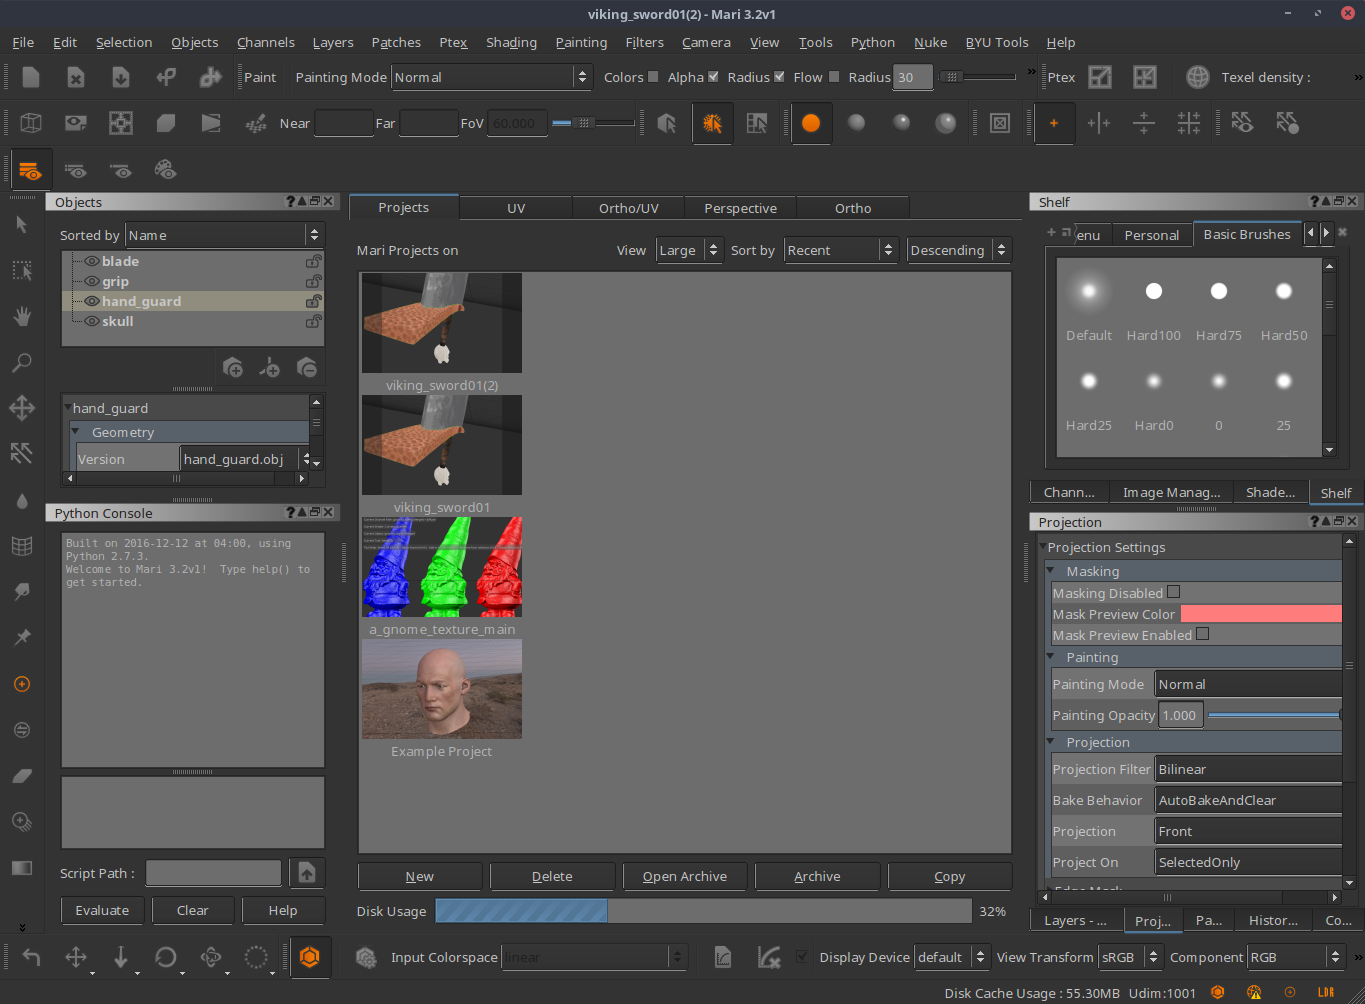 viking_sword01(2) - Mari 3.2v1
File Edit Selection Objects Channels Layers Patches Ptex Shading Painting Filters Camera View Tools Python Nuke BYU Tools Help
Paint Painting Mode Normal Colors Alpha Radius Flow Radius 30 Ptex Texel density :
Near Far FoV 60.000
Objects
Sorted by Name
blade
grip
hand_guard
skull
hand_guard
Geometry
Version hand_guard.obj
Python Console
Built on 2016-12-12 at 04:00, using
Python 2.7.3.
Welcome to Mari 3.2v1!  Type help() to
get started.
Script Path :
Evaluate Clear Help
Projects UV Ortho/UV Perspective Ortho
Mari Projects on View Large Sort by Recent Descending
viking_sword01(2)
viking_sword01
a_gnome_texture_main
Example Project
New Delete Open Archive Archive Copy
Disk Usage 32%
Shelf
enu Personal Basic Brushes
Default Hard100 Hard75 Hard50
Hard25 Hard0 0 25
Chann... Image Manag... Shade... Shelf
Projection
Projection Settings
Masking
Masking Disabled
Mask Preview Color
Mask Preview Enabled
Painting
Painting Mode Normal
Painting Opacity 1.000
Projection
Projection Filter Bilinear
Bake Behavior AutoBakeAndClear
Projection Front
Project On SelectedOnly
Edge Mask
Layers - ... Proj... Pa... Histor... Co...
Input Colorspace linear Display Device default View Transform sRGB Component RGB
Disk Cache Usage : 55.30MB Udim:1001 LDR